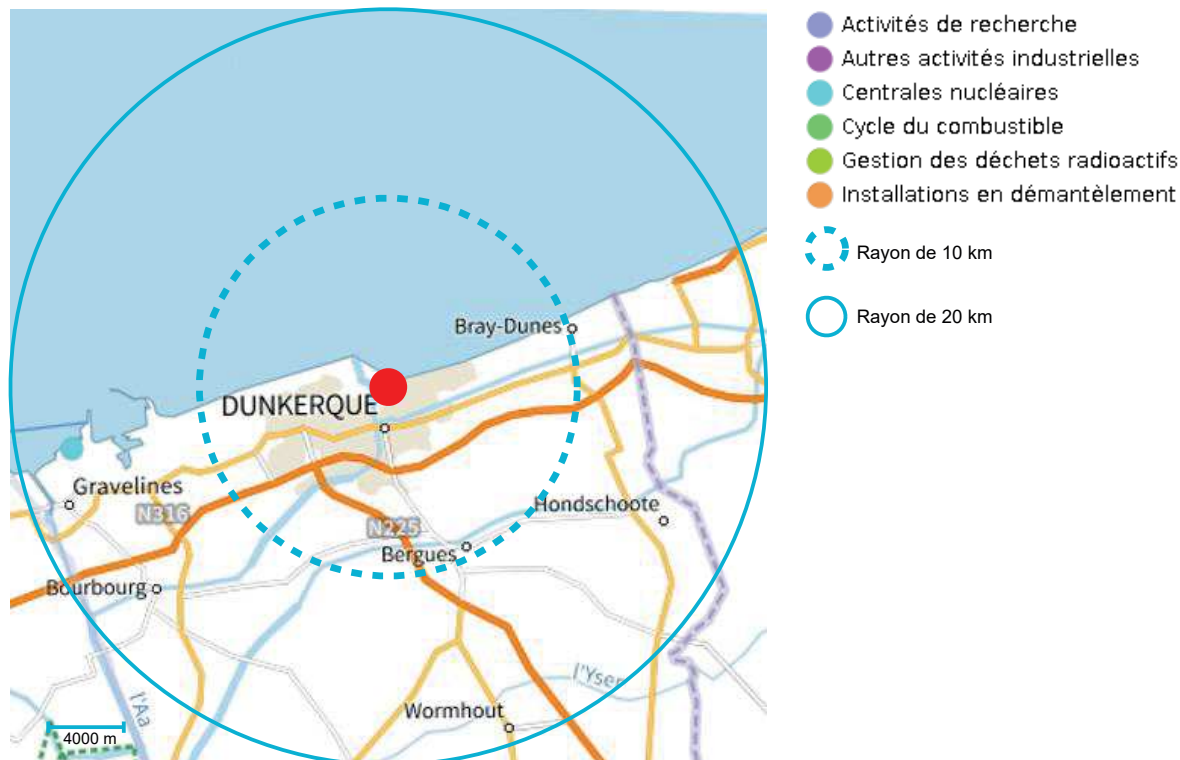 Activités de recherche
Autres activités industrielles
Centrales nucléaires
Cycle du combustible
Gestion des déchets radioactifs
Installations en démantèlement
Rayon de 10 km
Rayon de 20 km
Bray-Dunes
DUNKERQUE
Gravelines
N316
N225
Hondschoote
Bergues
Bourbourg
l'Aa
l'Yser
Wormhout
4000 m